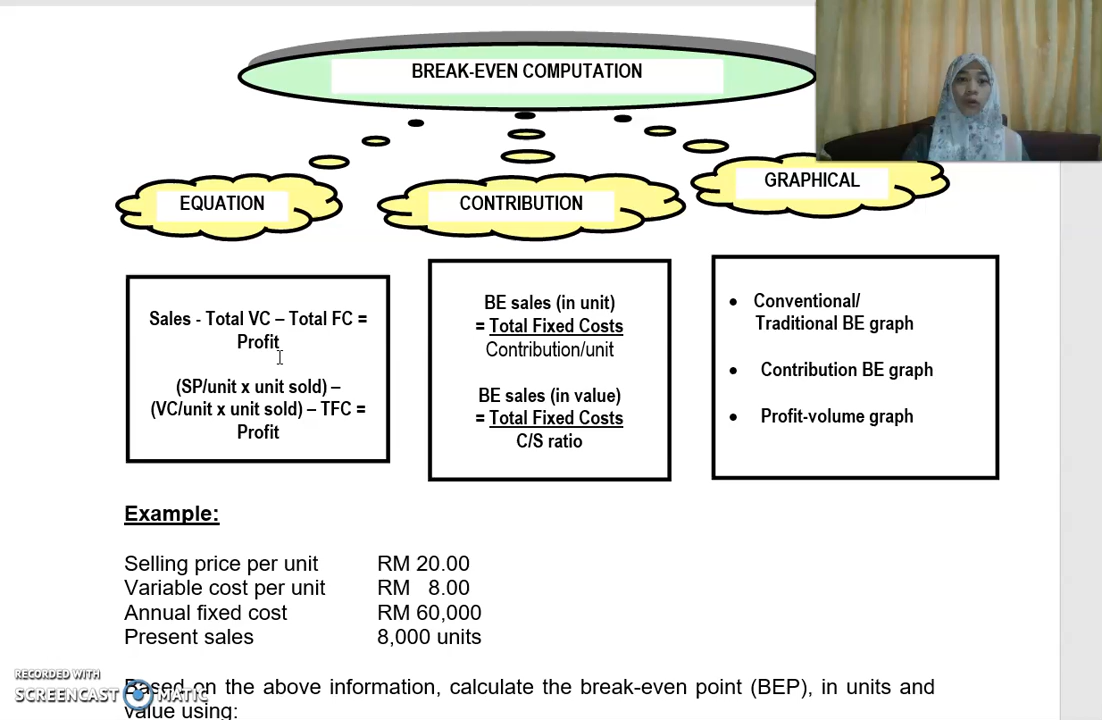 BREAK-EVEN COMPUTATION
EQUATION
CONTRIBUTION
GRAPHICAL
Sales - Total VC – Total FC =
Profit
(SP/unit x unit sold) –
(VC/unit x unit sold) – TFC =
Profit
BE sales (in unit)
= Total Fixed Costs
Contribution/unit
BE sales (in value)
= Total Fixed Costs
C/S ratio
• Conventional/
Traditional BE graph
• Contribution BE graph
• Profit-volume graph
Example:
Selling price per unit RM 20.00
Variable cost per unit RM 8.00
Annual fixed cost RM 60,000
Present sales 8,000 units
Based on the above information, calculate the break-even point (BEP), in units and
value using:
RECORDED WITH
SCREENCAST MATIC